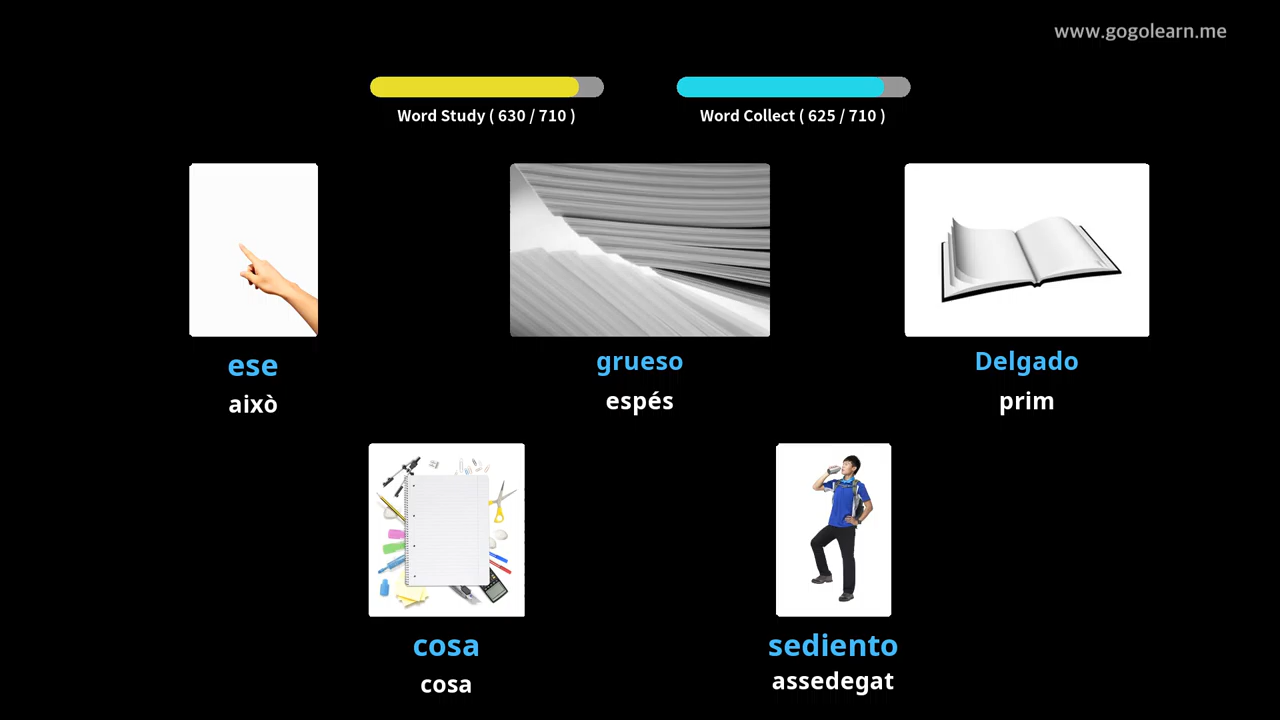 www.gogolearn.me
Word Study ( 630 / 710 )
Word Collect ( 625 / 710 )
ese
això
grueso
espés
Delgado
prim
cosa
cosa
sediento
assedegat